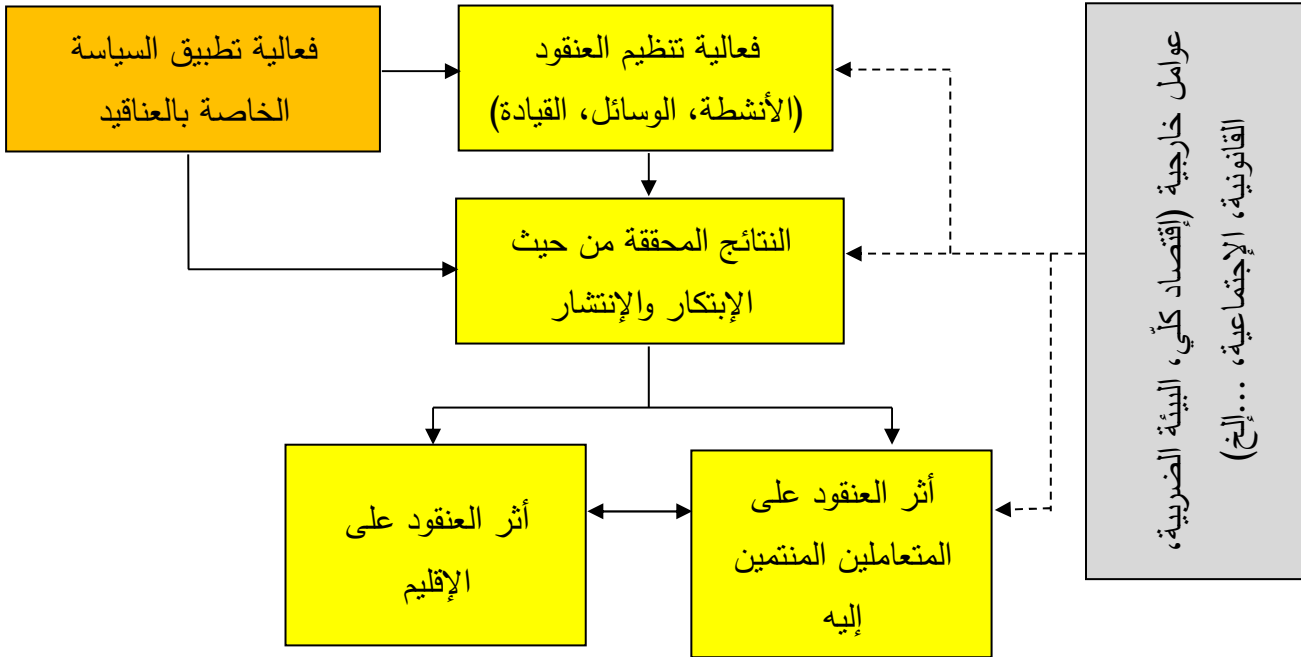 فعالية تطبيق السياسة
الخاصة بالعناقيد
فعالية تنظيم العنقود
(الأنشطة، الوسائل، القيادة)
النتائج المحققة من حيث
الإبتكار والإنتشار
أثر العنقود على
المتعاملين المنتمين
إليه
أثر العنقود على
الإقليم
عوامل خارجية (إقتصاد كلّي، البيئة الضريبية،
القانونية، الإجتماعية، ...إلخ)